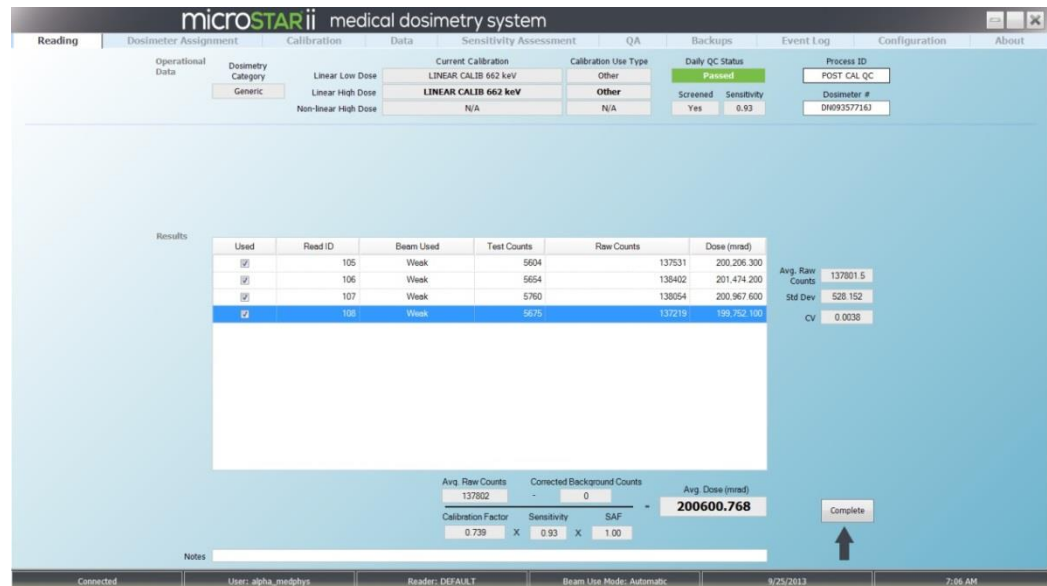 microSTARii medical dosimetry system
Reading Dosimeter Assignment Calibration Data Sensitivity Assessment QA Backups Event Log Configuration About
Operational Data
Dosimetry Category
Generic
Current Calibration Calibration Use Type
Linear Low Dose LINEAR CALIB 662 keV Other
Linear High Dose LINEAR CALIB 662 keV Other
Non-linear High Dose N/A N/A
Daily QC Status
Passed
Screened Sensitivity
Yes 0.93
Process ID
POST CAL QC
Dosimeter #
DN09357716J
Results
Used Read ID Beam Used Test Counts Raw Counts Dose (mrad)
105 Weak 5604 137531 200,206.300
106 Weak 5654 138402 201,474.200
107 Weak 5760 138054 200,967.600
108 Weak 5675 137219 199,752.100
Avg. Raw Counts 137801.5
Std Dev 528.152
CV 0.0038
Avg. Raw Counts Corrected Background Counts
137802 - 0
Calibration Factor Sensitivity SAF
0.739 X 0.93 X 1.00
=
Avg. Dose (mrad)
200600.768
Complete
Notes
Connected User: alpha_medphys Reader: DEFAULT Beam Use Mode: Automatic 9/25/2013 7:06 AM